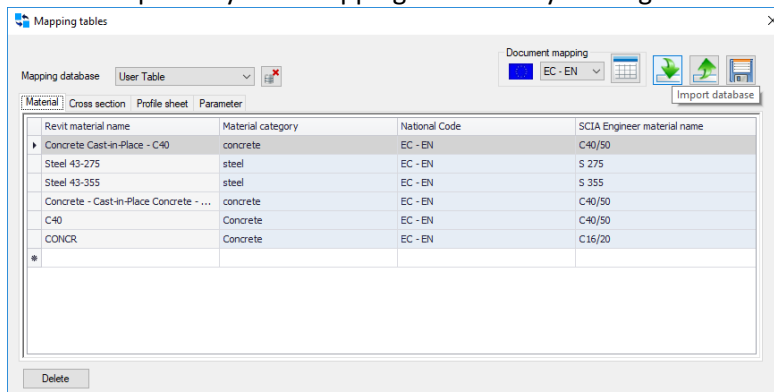 Mapping tables
Document mapping
Mapping database User Table EC - EN
Import database
Material Cross section Profile sheet Parameter
Revit material name Material category National Code SCIA Engineer material name
Concrete Cast-in-Place - C40 concrete EC - EN C40/50
Steel 43-275 steel EC - EN S 275
Steel 43-355 steel EC - EN S 355
Concrete - Cast-in-Place Concrete - ... concrete EC - EN C40/50
C40 Concrete EC - EN C40/50
CONCR Concrete EC - EN C16/20
Delete